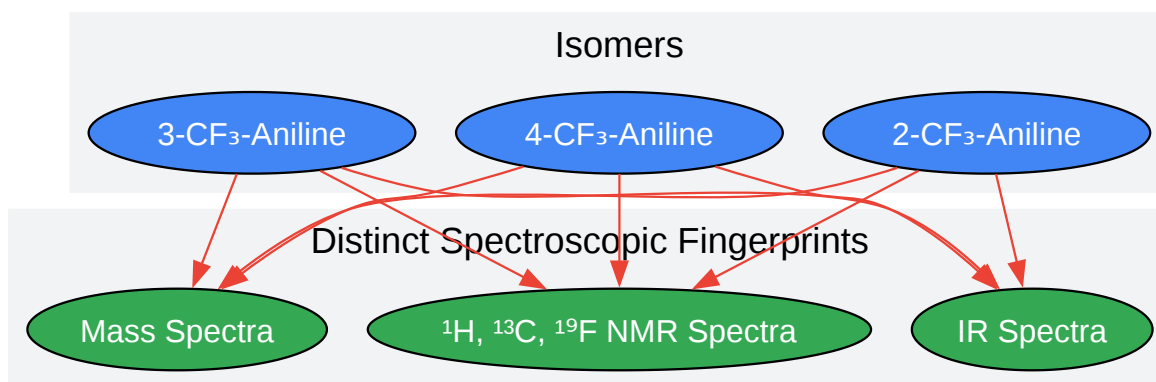 Isomers
3-CF₃-Aniline
4-CF₃-Aniline
2-CF₃-Aniline
Distinct Spectroscopic Fingerprints
Mass Spectra
¹H, ¹³C, ¹⁹F NMR Spectra
IR Spectra